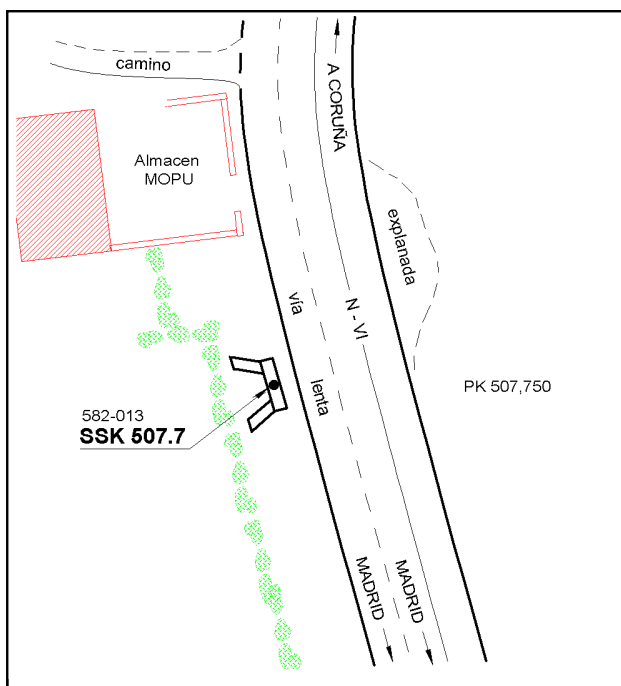 camino
A CORUÑA
Almacen
MOPU
explanada
vía
lenta
N - VI
PK 507,750
582-013
SSK 507.7
MADRID
MADRID